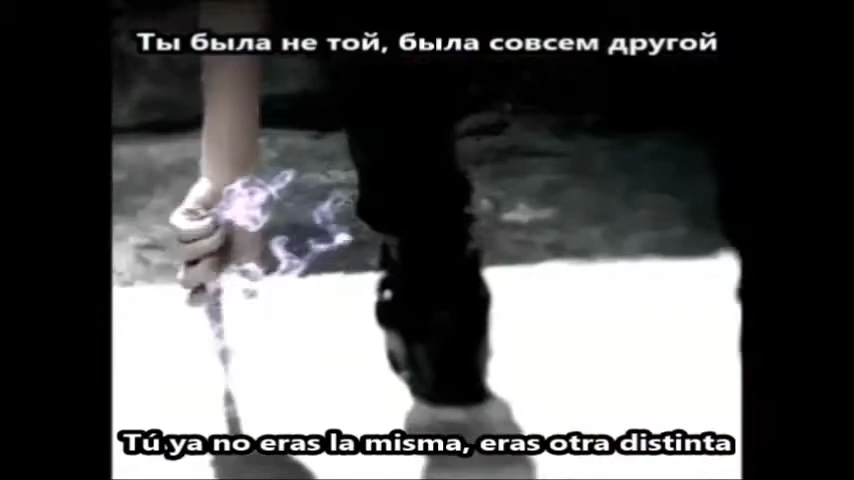 Ты была не той, была совсем другой
Tú ya no eras la misma, eras otra distinta